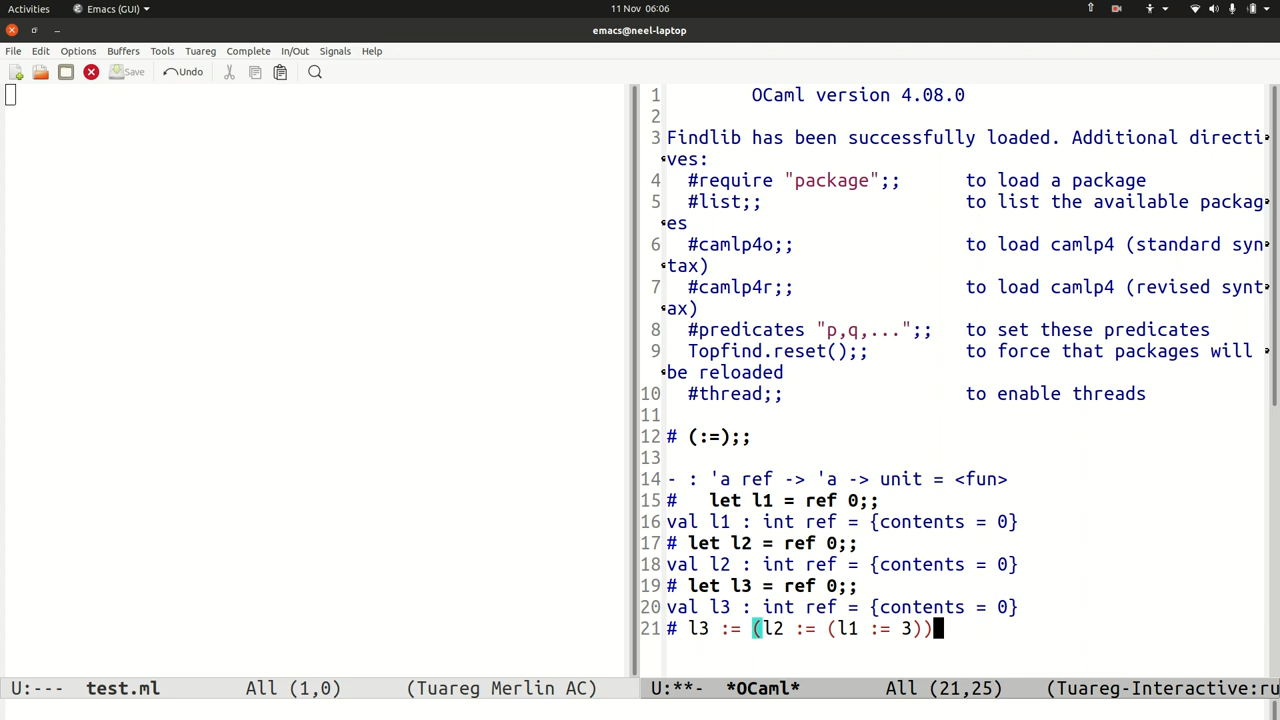 Activities Emacs (GUI) 11 Nov 06:06
emacs@neel-laptop
File Edit Options Buffers Tools Tuareg Complete In/Out Signals Help
Save Undo
1 OCaml version 4.08.0
2
3 Findlib has been successfully loaded. Additional directi
ves:
4 #require "package";; to load a package
5 #list;; to list the available packag
es
6 #camlp4o;; to load camlp4 (standard syn
tax)
7 #camlp4r;; to load camlp4 (revised synt
ax)
8 #predicates "p,q,...";; to set these predicates
9 Topfind.reset();; to force that packages will
be reloaded
10 #thread;; to enable threads
11
12 # (:=);;
13
14 - : 'a ref -> 'a -> unit = <fun>
15 # let l1 = ref 0;;
16 val l1 : int ref = {contents = 0}
17 # let l2 = ref 0;;
18 val l2 : int ref = {contents = 0}
19 # let l3 = ref 0;;
20 val l3 : int ref = {contents = 0}
21 # l3 := (l2 := (l1 := 3))
U:--- test.ml All (1,0) (Tuareg Merlin AC)
U:**- *OCaml* All (21,25) (Tuareg-Interactive:ru